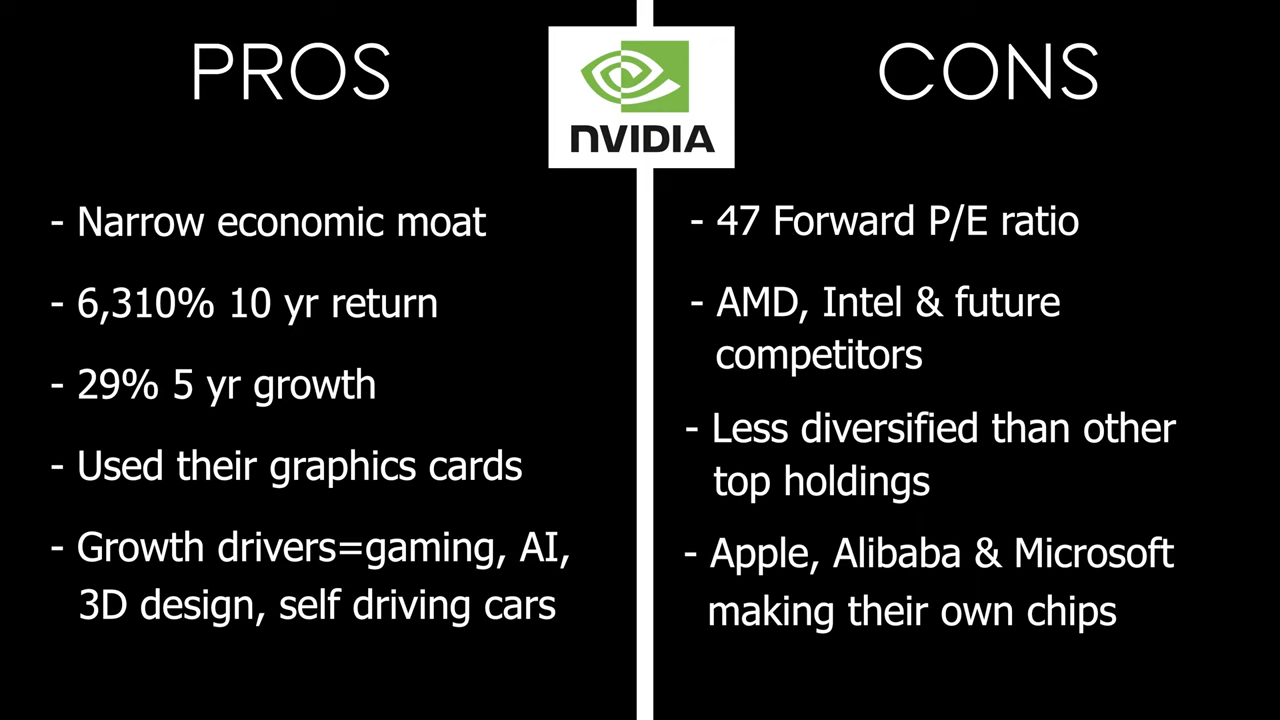 PROS
NVIDIA
CONS
- Narrow economic moat
- 6,310% 10 yr return
- 29% 5 yr growth
- Used their graphics cards
- Growth drivers=gaming, AI,
3D design, self driving cars
- 47 Forward P/E ratio
- AMD, Intel & future
competitors
- Less diversified than other
top holdings
- Apple, Alibaba & Microsoft
making their own chips